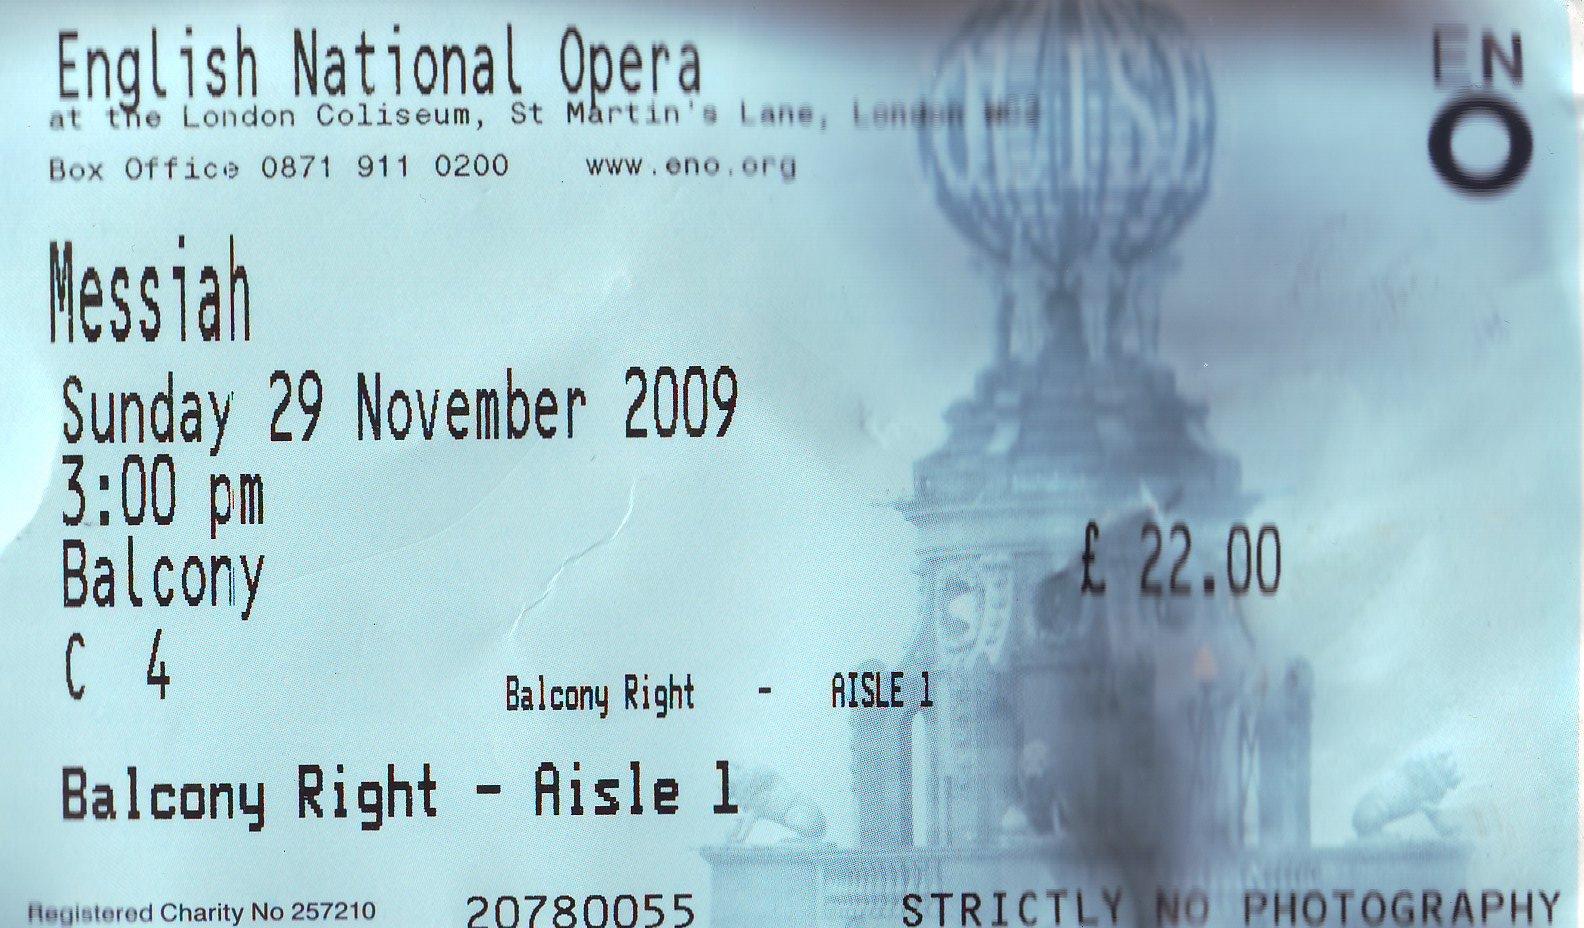 English National Opera
at the London Coliseum, St Martin's Lane, London WC2
Box Office 0871 911 0200 www.eno.org
ENO
Messiah
Sunday 29 November 2009
3:00 pm
Balcony
£ 22.00
C 4
Balcony Right - AISLE 1
Balcony Right - Aisle 1
Registered Charity No 257210 20780055 STRICTLY NO PHOTOGRAPHY